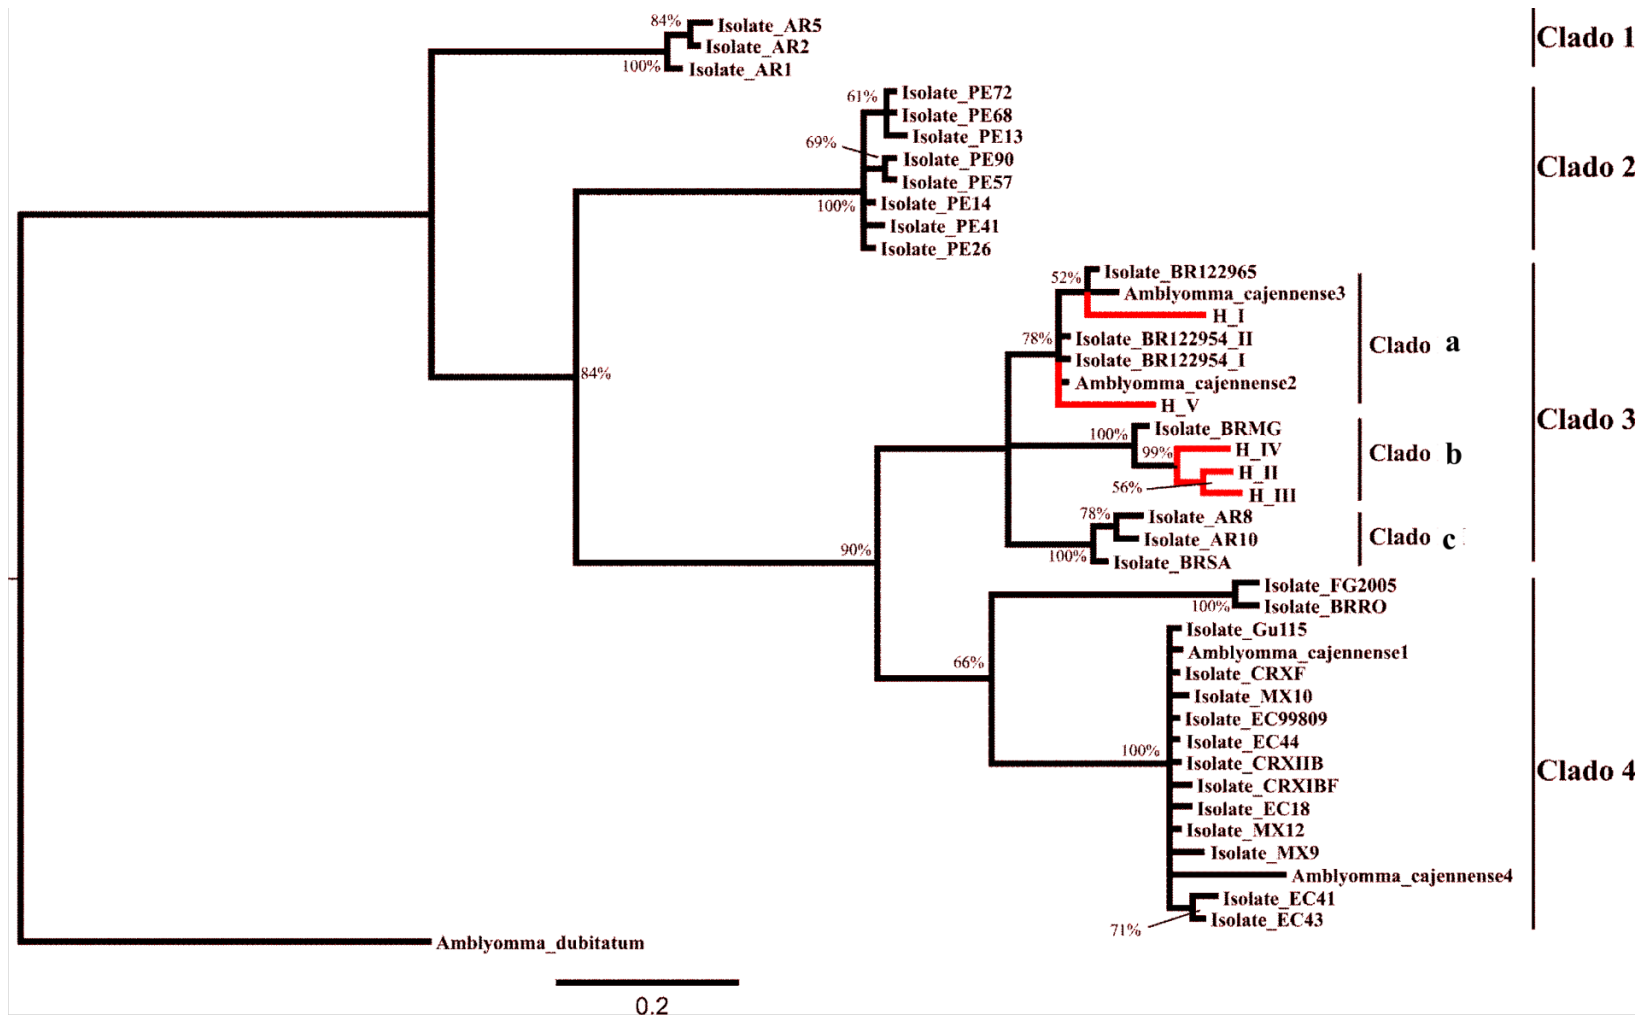 84%
Isolate_AR5
Clado 1
Isolate_AR2
100%
Isolate_AR1
61%
Isolate_PE72
Isolate_PE68
Isolate_PE13
69%
Isolate_PE90
Clado 2
Isolate_PE57
100%
Isolate_PE14
Isolate_PE41
Isolate_PE26
52%
Isolate_BR122965
Amblyomma_cajennense3
H_I
78%
Isolate_BR122954_II
Clado a
Isolate_BR122954_I
84%
Amblyomma_cajennense2
H_V
Clado 3
100%
Isolate_BRMG
99%
H_IV
Clado b
H_II
56%
H_III
78%
Isolate_AR8
Isolate_AR10
Clado c
90%
100%
Isolate_BRSA
Isolate_FG2005
100%
Isolate_BRRO
Isolate_Gu115
Amblyomma_cajennense1
66%
Isolate_CRXF
Isolate_MX10
Isolate_EC99809
Isolate_EC44
100%
Isolate_CRXIIB
Clado 4
Isolate_CRXIBF
Isolate_EC18
Isolate_MX12
Isolate_MX9
Amblyomma_cajennense4
Isolate_EC41
71%
Isolate_EC43
Amblyomma_dubitatum
0.2